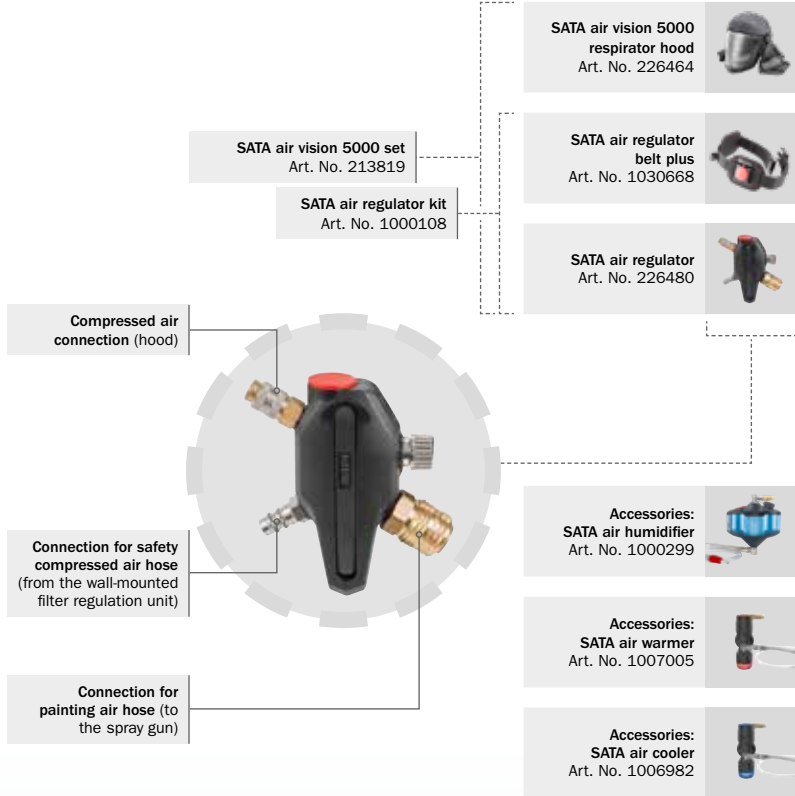 SATA air vision 5000
respirator hood
Art. No. 226464
SATA air vision 5000 set
Art. No. 213819
SATA air regulator
belt plus
Art. No. 1030668
SATA air regulator kit
Art. No. 1000108
SATA air regulator
Art. No. 226480
Compressed air
connection (hood)
Connection for safety
compressed air hose
(from the wall-mounted
filter regulation unit)
Connection for
painting air hose (to
the spray gun)
Accessories:
SATA air humidifier
Art. No. 1000299
Accessories:
SATA air warmer
Art. No. 1007005
Accessories:
SATA air cooler
Art. No. 1006982